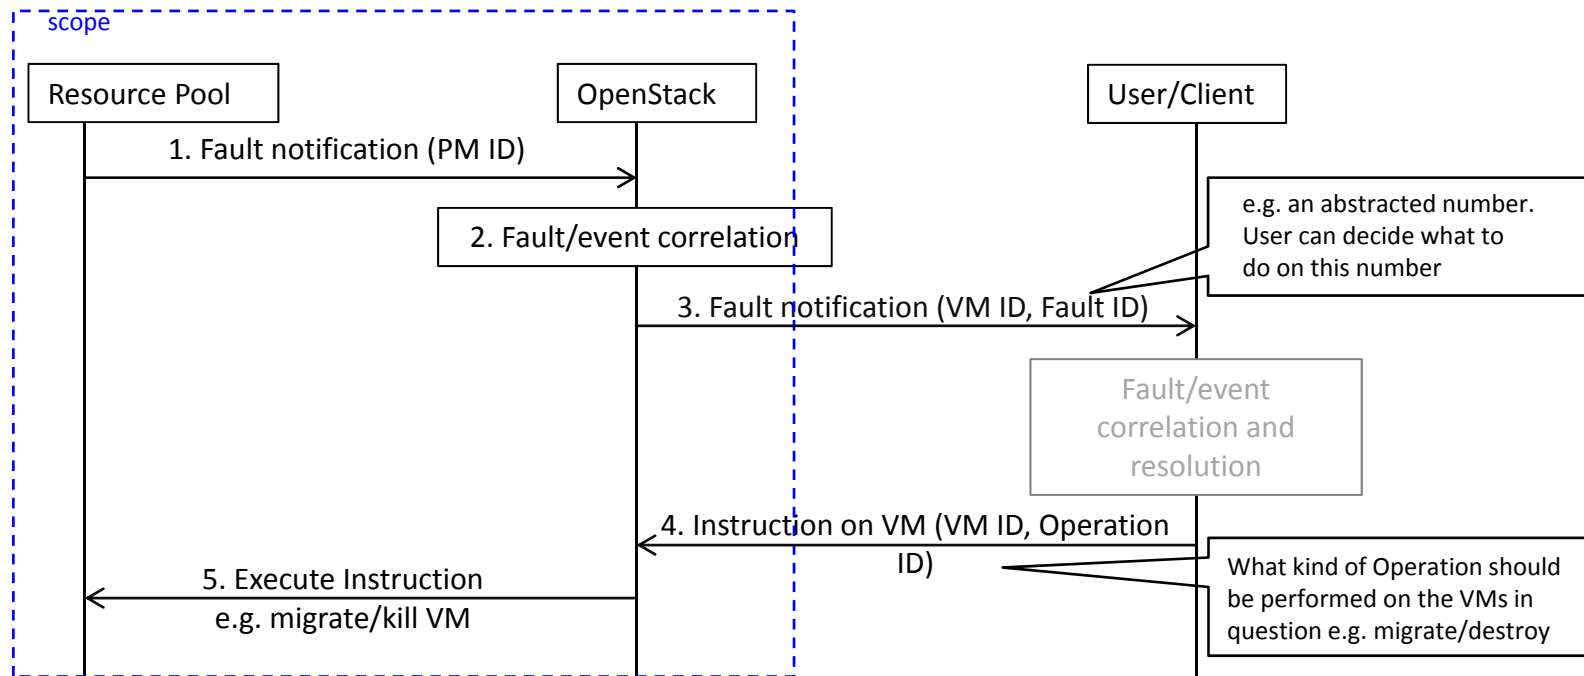 scope
Resource Pool
OpenStack
User/Client
1. Fault notification (PM ID)
2. Fault/event correlation
e.g. an abstracted number.
User can decide what to
do on this number
3. Fault notification (VM ID, Fault ID)
Fault/event
correlation and
resolution
4. Instruction on VM (VM ID, Operation
ID)
5. Execute Instruction
e.g. migrate/kill VM
What kind of Operation should
be performed on the VMs in
question e.g. migrate/destroy